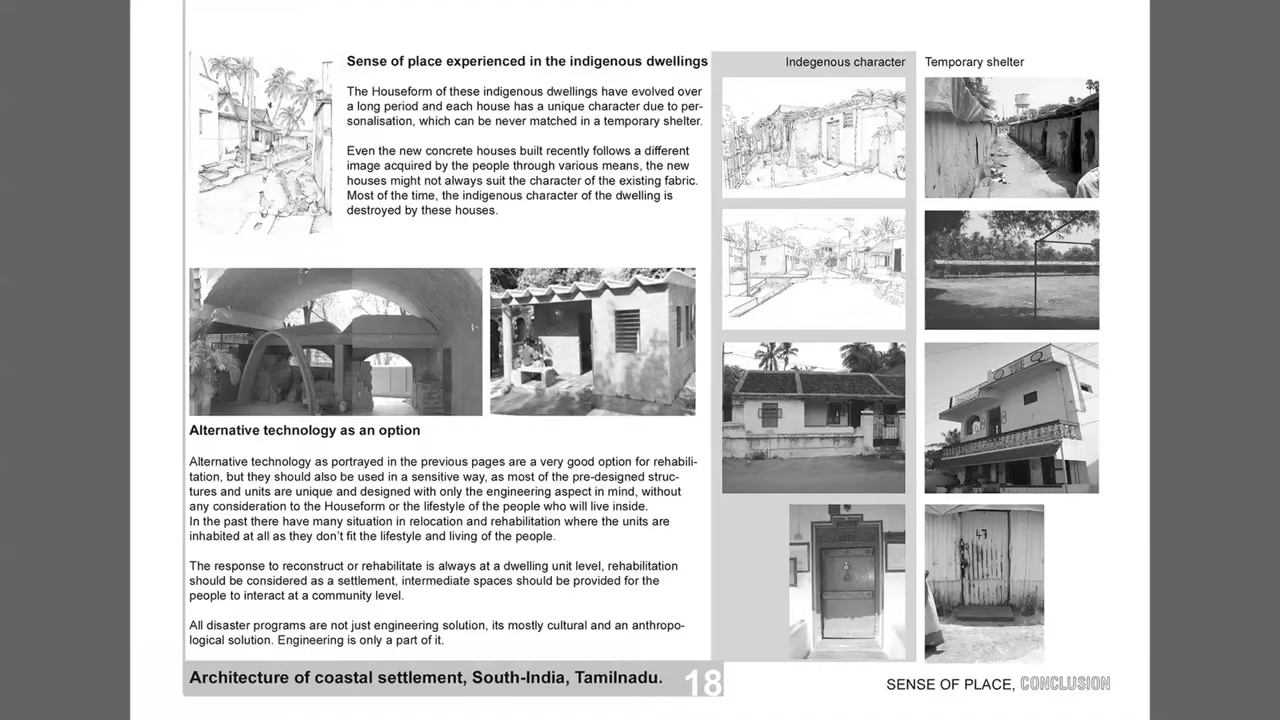 Sense of place experienced in the indigenous dwellings
The Houseform of these indigenous dwellings have evolved over
a long period and each house has a unique character due to per-
sonalisation, which can be never matched in a temporary shelter.
Even the new concrete houses built recently follows a different
image acquired by the people through various means, the new
houses might not always suit the character of the existing fabric.
Most of the time, the indigenous character of the dwelling is
destroyed by these houses.
Indegenous character
Temporary shelter
Alternative technology as an option
Alternative technology as portrayed in the previous pages are a very good option for rehabili-
tation, but they should also be used in a sensitive way, as most of the pre-designed struc-
tures and units are unique and designed with only the engineering aspect in mind, without
any consideration to the Houseform or the lifestyle of the people who will live inside.
In the past there have many situation in relocation and rehabilitation where the units are
inhabited at all as they don't fit the lifestyle and living of the people.
The response to reconstruct or rehabilitate is always at a dwelling unit level, rehabilitation
should be considered as a settlement, intermediate spaces should be provided for the
people to interact at a community level.
All disaster programs are not just engineering solution, its mostly cultural and an anthropo-
logical solution. Engineering is only a part of it.
47
Architecture of coastal settlement, South-India, Tamilnadu.
18
SENSE OF PLACE, CONCLUSION